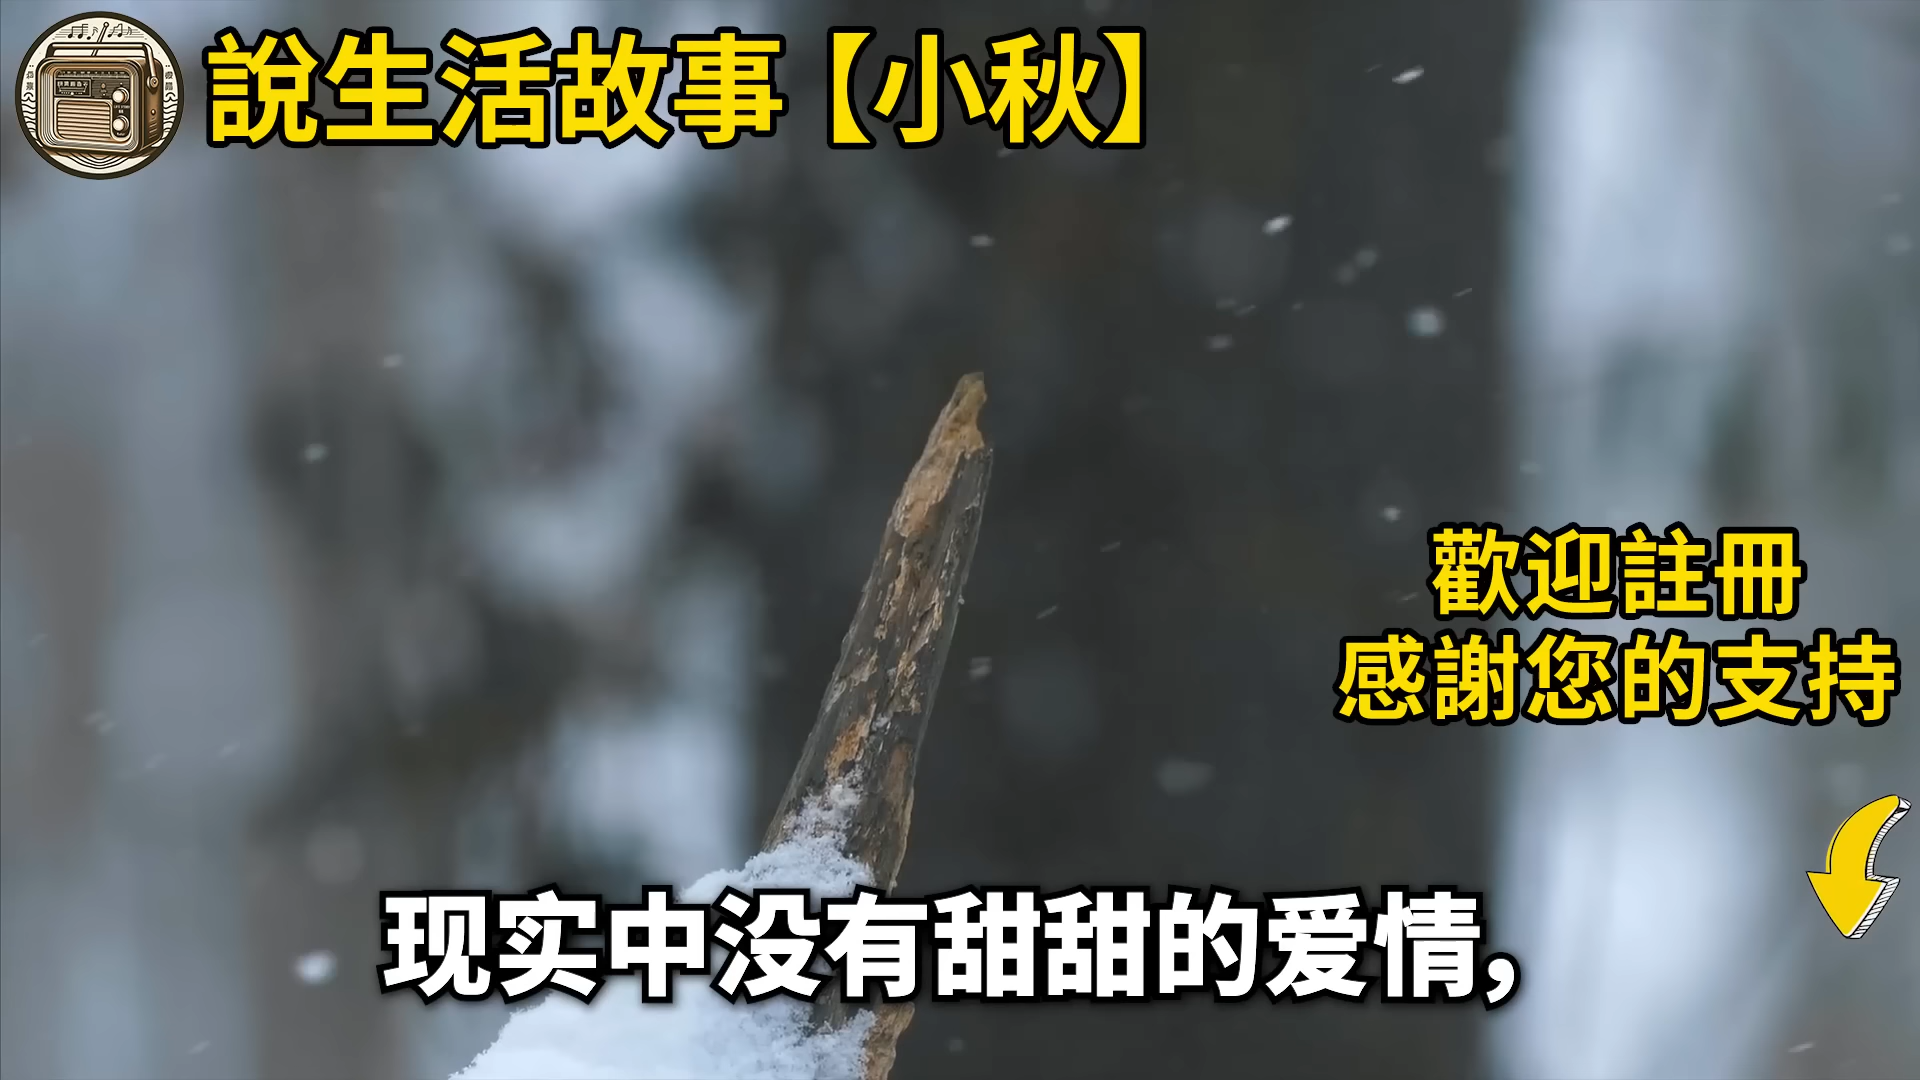 說生活故事【小秋】
歡迎註冊
感謝您的支持
现实中没有甜甜的爱情,